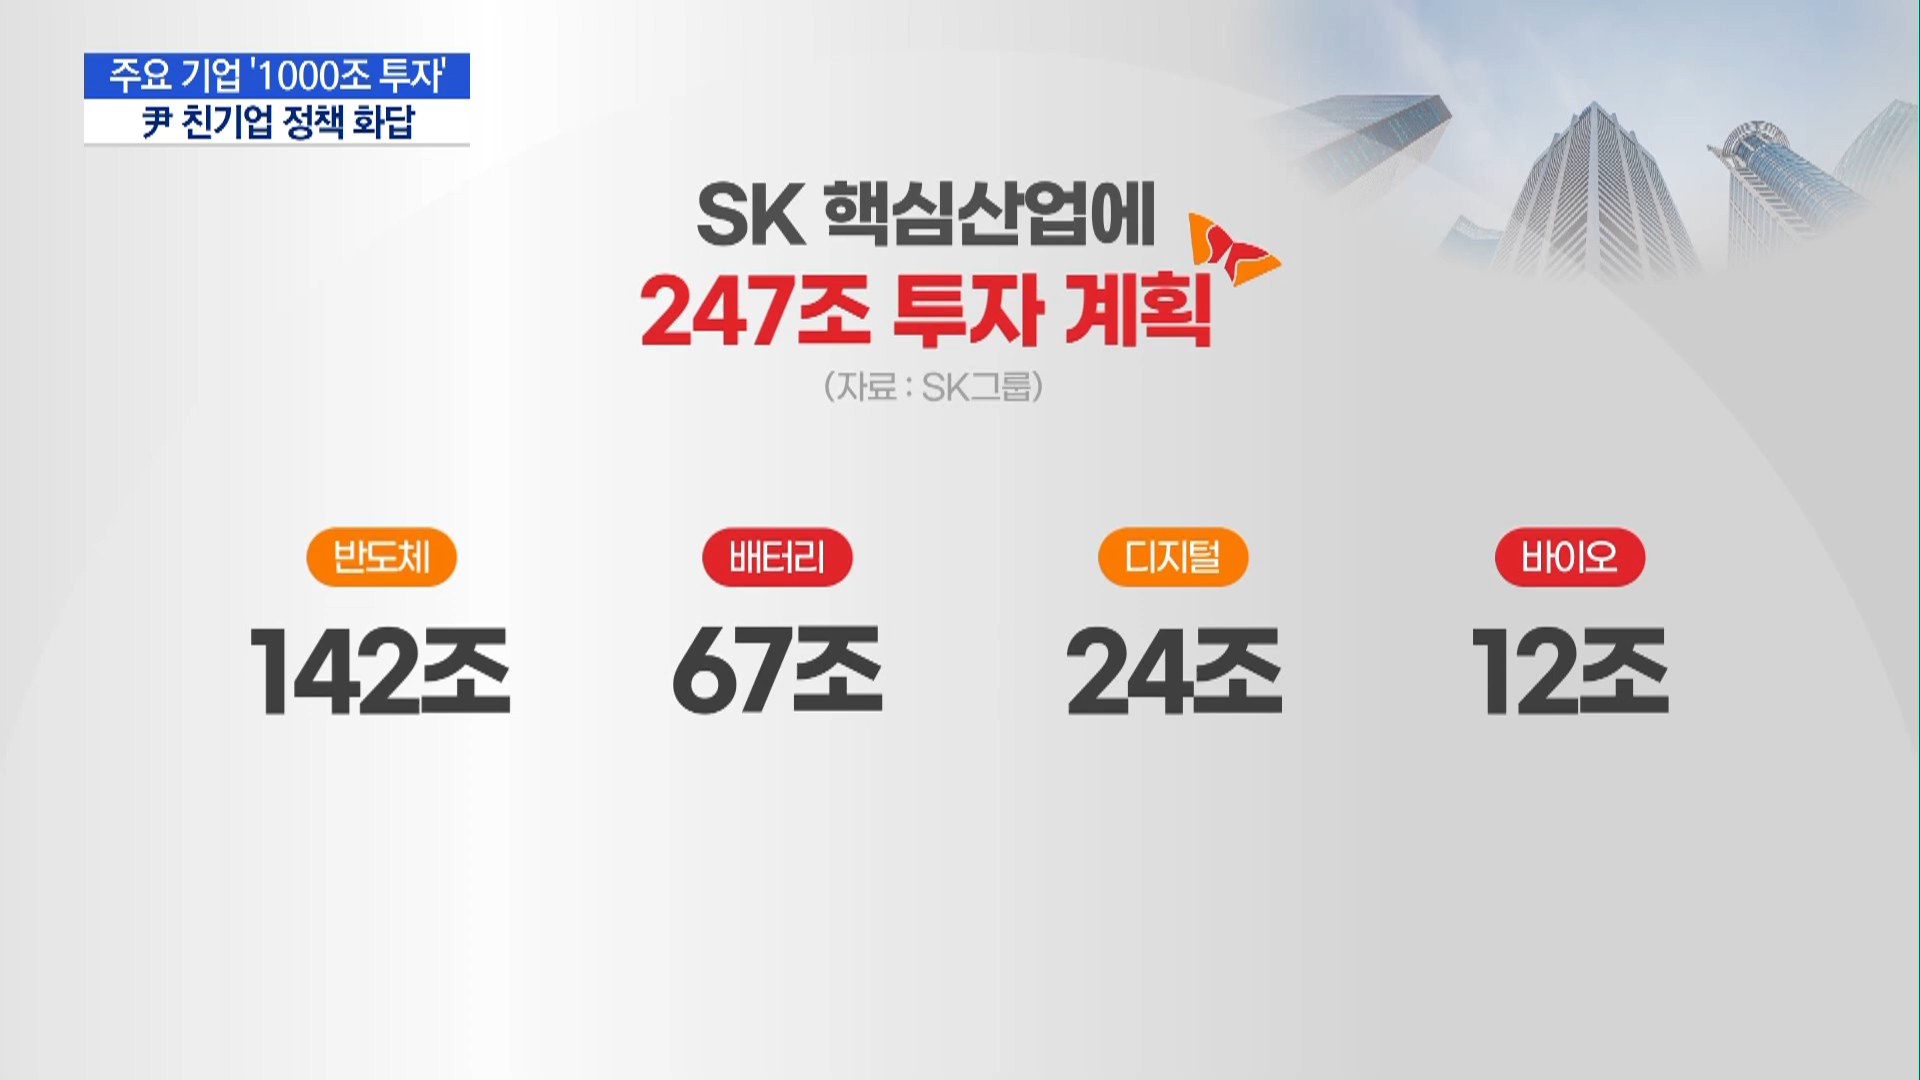 주요 기업 '1000조 투자'
尹 친기업 정책 화답
SK 핵심산업에
247조 투자 계획
(자료 : SK그룹)
반도체
142조
배터리
67조
디지털
24조
바이오
12조